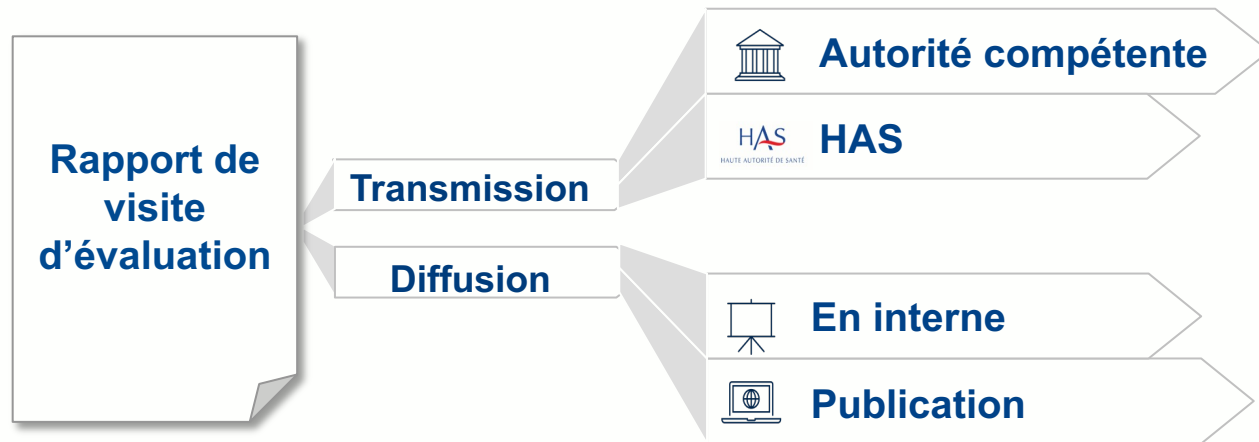 Rapport de
visite
d’évaluation
Transmission
Autorité compétente
HAS
HAUTE AUTORITÉ DE SANTÉ
HAS
Diffusion
En interne
Publication